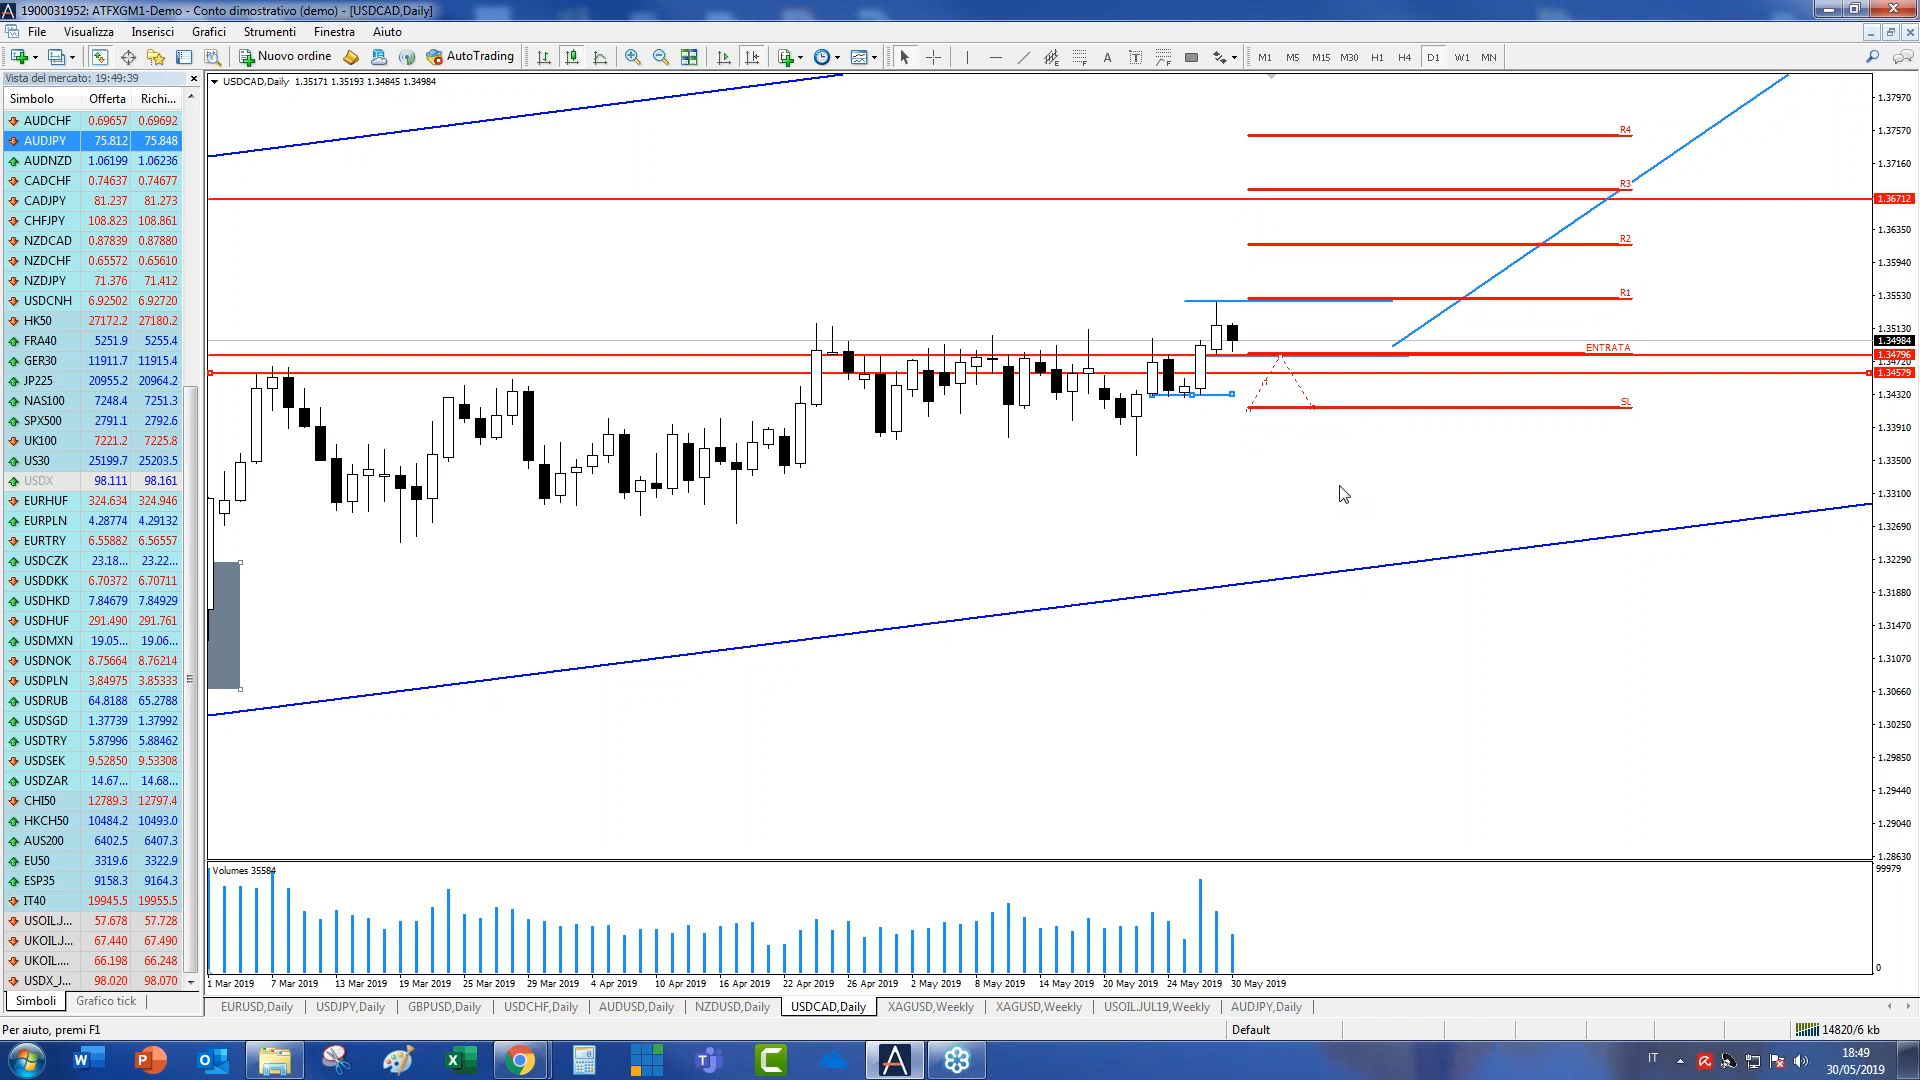 1900031952: ATFXGM1-Demo - Conto dimostrativo (demo) - [USDCAD,Daily]
File Visualizza Inserisci Grafici Strumenti Finestra Aiuto
Nuovo ordine AutoTrading A T M1 M5 M15 M30 H1 H4 D1 W1 MN
Vista del mercato: 19:49:39
Simbolo Offerta Richi...
AUDCHF 0.69657 0.69692
AUDJPY 75.812 75.848
AUDNZD 1.06199 1.06236
CADCHF 0.74637 0.74677
CADJPY 81.237 81.273
CHFJPY 108.823 108.861
NZDCAD 0.87839 0.87880
NZDCHF 0.65572 0.65610
NZDJPY 71.376 71.412
USDCNH 6.92502 6.92720
HK50 27172.2 27180.2
FRA40 5251.9 5255.4
GER30 11911.7 11915.4
JP225 20955.2 20964.2
NAS100 7248.4 7251.3
SPX500 2791.1 2792.6
UK100 7221.2 7225.8
US30 25199.7 25203.5
USDX 98.111 98.161
EURHUF 324.634 324.946
EURPLN 4.28774 4.29132
EURTRY 6.55882 6.56557
USDCZK 23.18... 23.22...
USDDKK 6.70372 6.70711
USDHKD 7.84679 7.84929
USDHUF 291.490 291.761
USDMXN 19.05... 19.06...
USDNOK 8.75664 8.76214
USDPLN 3.84975 3.85333
USDRUB 64.8188 65.2788
USDSGD 1.37739 1.37992
USDTRY 5.87996 5.88462
USDSEK 9.52850 9.53308
USDZAR 14.67... 14.68...
CHI50 12789.3 12797.4
HKCH50 10484.2 10493.0
AUS200 6402.5 6407.3
EU50 3319.6 3322.9
ESP35 9158.3 9164.3
IT40 19945.5 19955.5
USOIL.J... 57.678 57.728
UKOIL.J... 67.440 67.490
UKOIL.... 66.198 66.248
USDX_J... 98.020 98.070
Simboli Grafico tick
USDCAD,Daily 1.35171 1.35193 1.34845 1.34984
R4
R3
R2
R1
ENTRATA
SL
1.37970
1.37570
1.37160
1.36712
1.36350
1.35940
1.35530
1.35130
1.34984
1.34796
1.34720
1.34579
1.34320
1.33910
1.33500
1.33100
1.32690
1.32290
1.31880
1.31470
1.31070
1.30660
1.30250
1.29850
1.29440
1.29040
1.28630
Volumes 35584
99979
0
1 Mar 2019 7 Mar 2019 13 Mar 2019 19 Mar 2019 25 Mar 2019 29 Mar 2019 4 Apr 2019 10 Apr 2019 16 Apr 2019 22 Apr 2019 26 Apr 2019 2 May 2019 8 May 2019 14 May 2019 20 May 2019 24 May 2019 30 May 2019
EURUSD,Daily USDJPY,Daily GBPUSD,Daily USDCHF,Daily AUDUSD,Daily NZDUSD,Daily USDCAD,Daily XAGUSD,Weekly XAGUSD,Weekly USOILJUL19,Weekly AUDJPY,Daily
Per aiuto, premi F1 Default 14820/6 kb
IT 18:49
30/05/2019